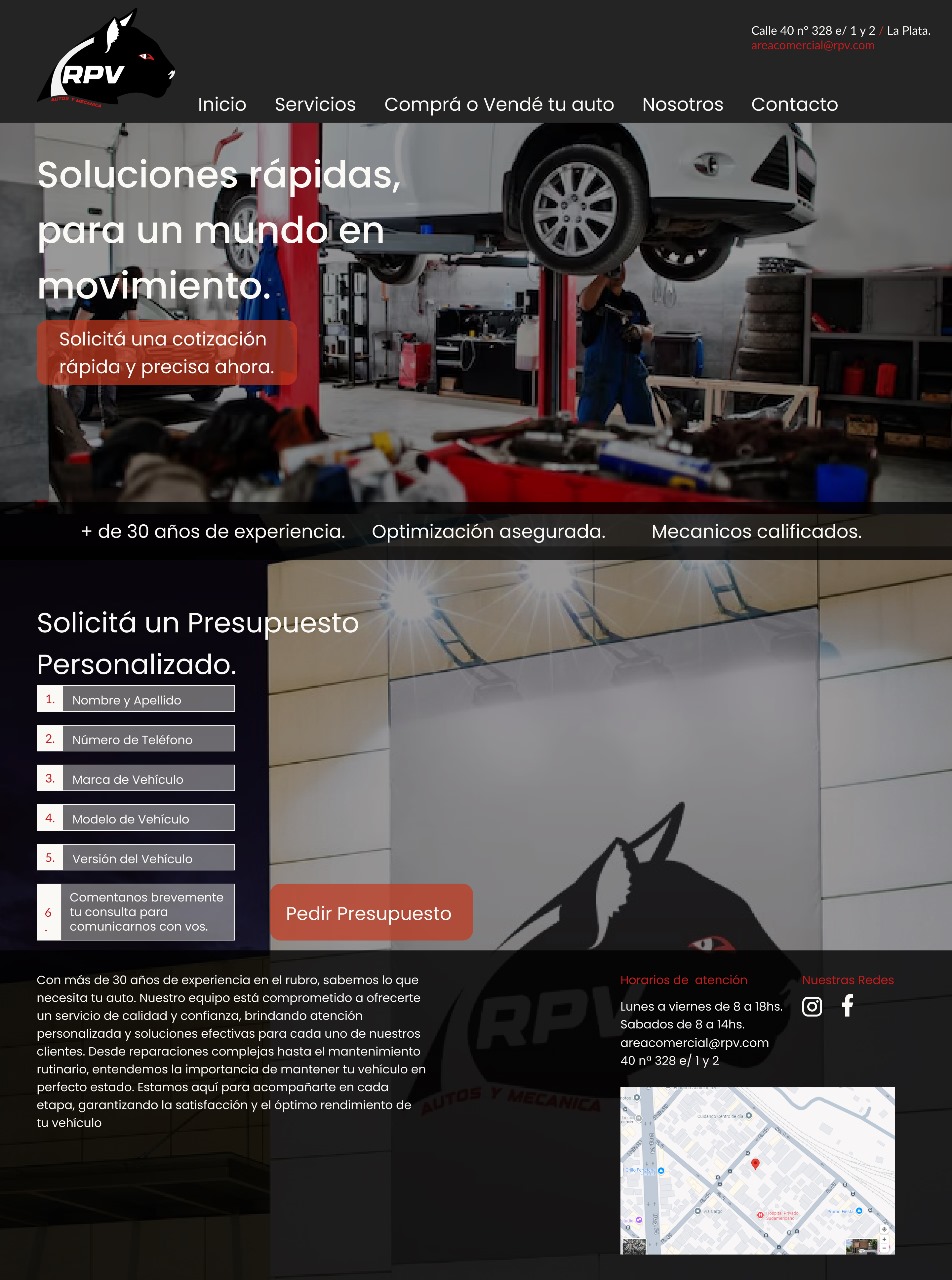 RPV
AUTOS Y MECANICA
Calle 40 n° 328 e/ 1 y 2 / La Plata.
areacomercial@rpv.com
Inicio Servicios Comprá o Vendé tu auto Nosotros Contacto
Soluciones rápidas,
para un mundo en
movimiento.
Solicitá una cotización
rápida y precisa ahora.
+ de 30 años de experiencia. Optimización asegurada. Mecanicos calificados.
Solicitá un Presupuesto
Personalizado.
1. Nombre y Apellido
2. Número de Teléfono
3. Marca de Vehículo
4. Modelo de Vehículo
5. Versión del Vehículo
6. Comentanos brevemente
tu consulta para
comunicarnos con vos.
Pedir Presupuesto
Con más de 30 años de experiencia en el rubro, sabemos lo que
necesita tu auto. Nuestro equipo está comprometido a ofrecerte
un servicio de calidad y confianza, brindando atención
personalizada y soluciones efectivas para cada uno de nuestros
clientes. Desde reparaciones complejas hasta el mantenimiento
rutinario, entendemos la importancia de mantener tu vehículo en
perfecto estado. Estamos aquí para acompañarte en cada
etapa, garantizando la satisfacción y el óptimo rendimiento de
tu vehículo
RPV
AUTOS Y MECANICA
Horarios de atención
Lunes a viernes de 8 a 18hs.
Sabados de 8 a 14hs.
areacomercial@rpv.com
40 n° 328 e/ 1 y 2
Nuestras Redes